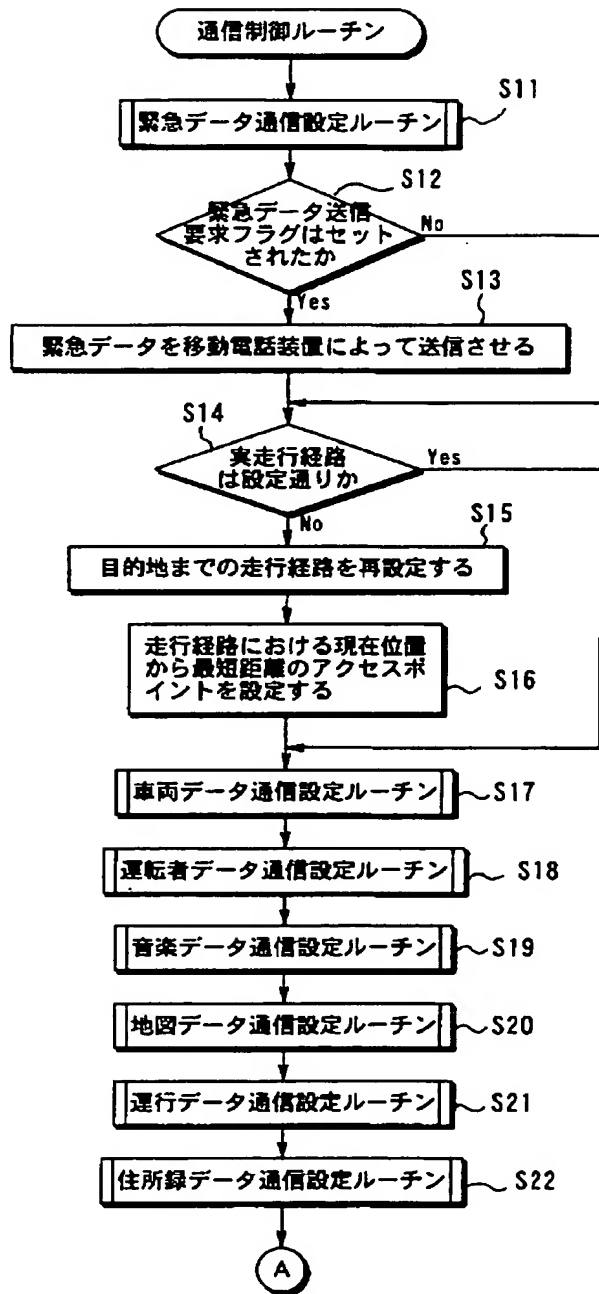 通信制御ルーチン
S11
緊急データ通信設定ルーチン
S12
緊急データ送信
要求フラグはセット
されたか
No
Yes
S13
緊急データを移動電話装置によって送信させる
S14
実走行経路
は設定通りか
Yes
No
S15
目的地までの走行経路を再設定する
走行経路における現在位置
から最短距離のアクセスポ
イントを設定する
S16
車両データ通信設定ルーチン
S17
運転者データ通信設定ルーチン
S18
音楽データ通信設定ルーチン
S19
地図データ通信設定ルーチン
S20
運行データ通信設定ルーチン
S21
住所録データ通信設定ルーチン
S22
A